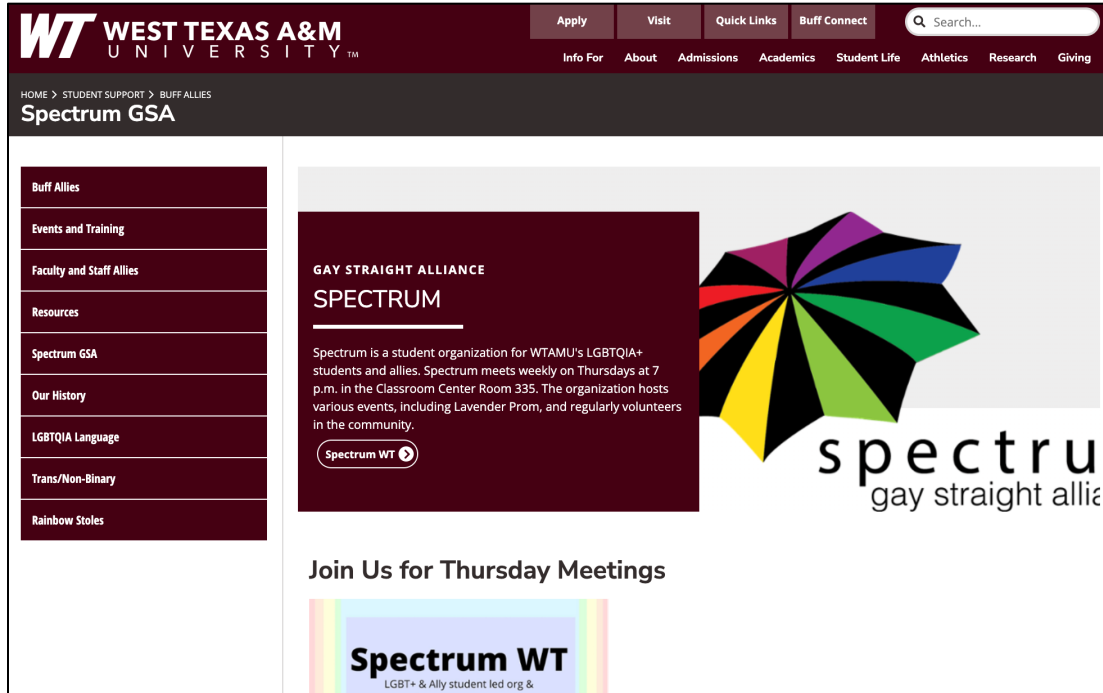 WT WEST TEXAS A&M
UNIVERSITY™
Apply Visit Quick Links Buff Connect Search...
Info For About Admissions Academics Student Life Athletics Research Giving
HOME > STUDENT SUPPORT > BUFF ALLIES
Spectrum GSA
Buff Allies
Events and Training
Faculty and Staff Allies
Resources
Spectrum GSA
Our History
LGBTQIA Language
Trans/Non-Binary
Rainbow Stoles
GAY STRAIGHT ALLIANCE
SPECTRUM
Spectrum is a student organization for WTAMU's LGBTQIA+
students and allies. Spectrum meets weekly on Thursdays at 7
p.m. in the Classroom Center Room 335. The organization hosts
various events, including Lavender Prom, and regularly volunteers
in the community.
Spectrum WT
spectru
gay straight allia
Join Us for Thursday Meetings
Spectrum WT
LGBT+ & Ally student led org &